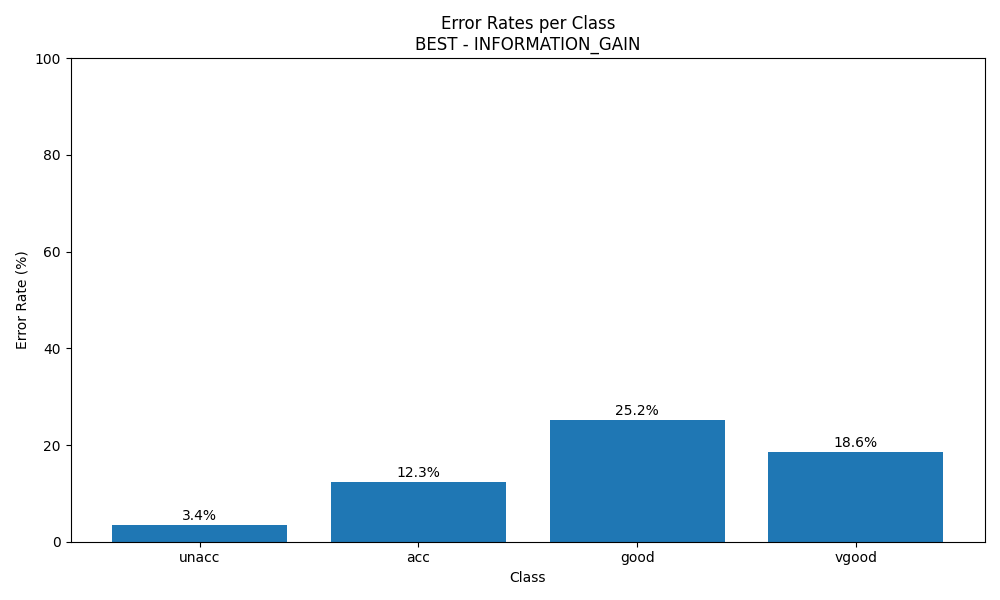 Error Rates per Class
BEST - INFORMATION_GAIN
100
80
60
40
20
0
Error Rate (%)
3.4%
12.3%
25.2%
18.6%
unacc
acc
good
vgood
Class